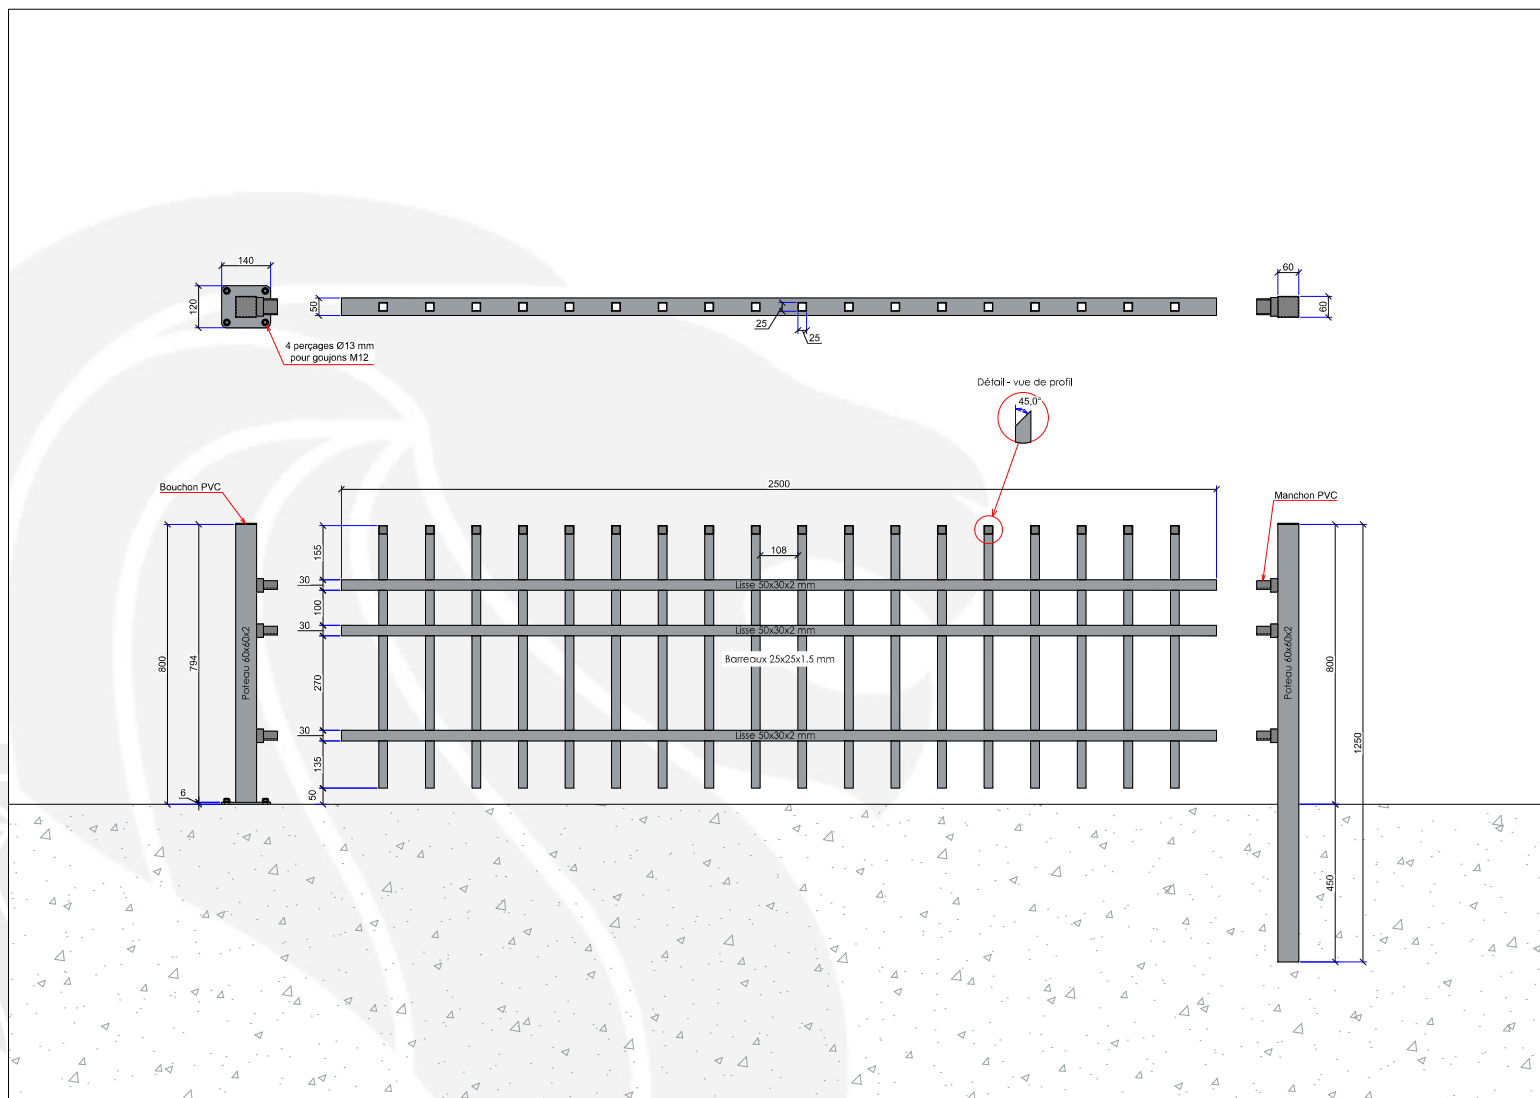 140
120
50
25
25
60
60
4 perçages Ø13 mm
pour goujons M12
Détail - vue de profil
45,0°
Bouchon PVC
2500
Manchon PVC
155
108
30
Lisse 50x30x2 mm
100
30
Lisse 50x30x2 mm
Barreaux 25x25x1.5 mm
800
794
Poteau 60x60x2
270
Poteau 60x60x2
800
30
Lisse 50x30x2 mm
1250
135
6
50
450